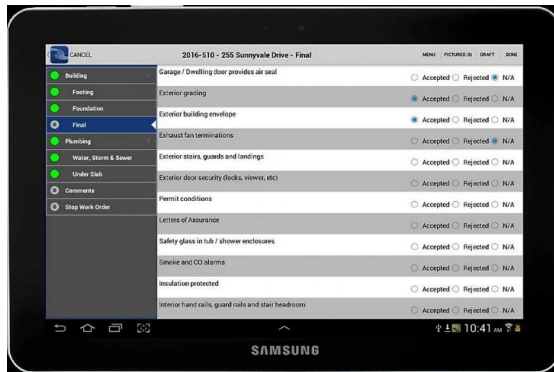 CANCEL
2016-510 - 255 Sunnyvale Drive - Final
MENU PICTURES (0) DRAFT DONE
Building
Footing
Foundation
Final
Plumbing
Water, Storm & Sewer
Under Slab
Comments
Stop Work Order
Garage / Dwelling door provides air seal
Accepted Rejected N/A
Exterior grading
Accepted Rejected N/A
Exterior building envelope
Accepted Rejected N/A
Exhaust fan terminations
Accepted Rejected N/A
Exterior stairs, guards and landings
Accepted Rejected N/A
Exterior door security (locks, viewer, etc)
Accepted Rejected N/A
Permit conditions
Accepted Rejected N/A
Letters of Assurance
Accepted Rejected N/A
Safety glass in tub / shower enclosures
Accepted Rejected N/A
Smoke and CO alarms
Accepted Rejected N/A
Insulation protected
Accepted Rejected N/A
Interior hand rails, guard rails and stair headroom
Accepted Rejected N/A
10:41 AM
SAMSUNG